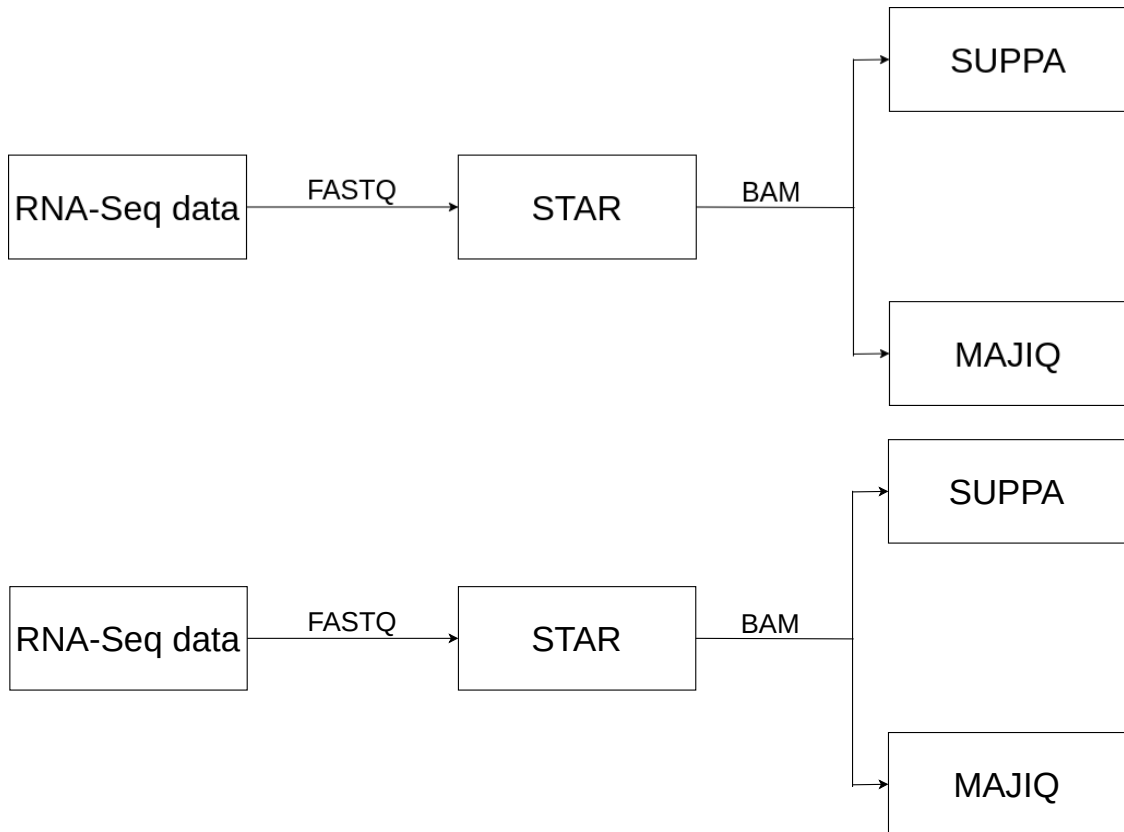 SUPPA
RNA-Seq data
FASTQ
STAR
BAM
MAJIQ
SUPPA
RNA-Seq data
FASTQ
STAR
BAM
MAJIQ